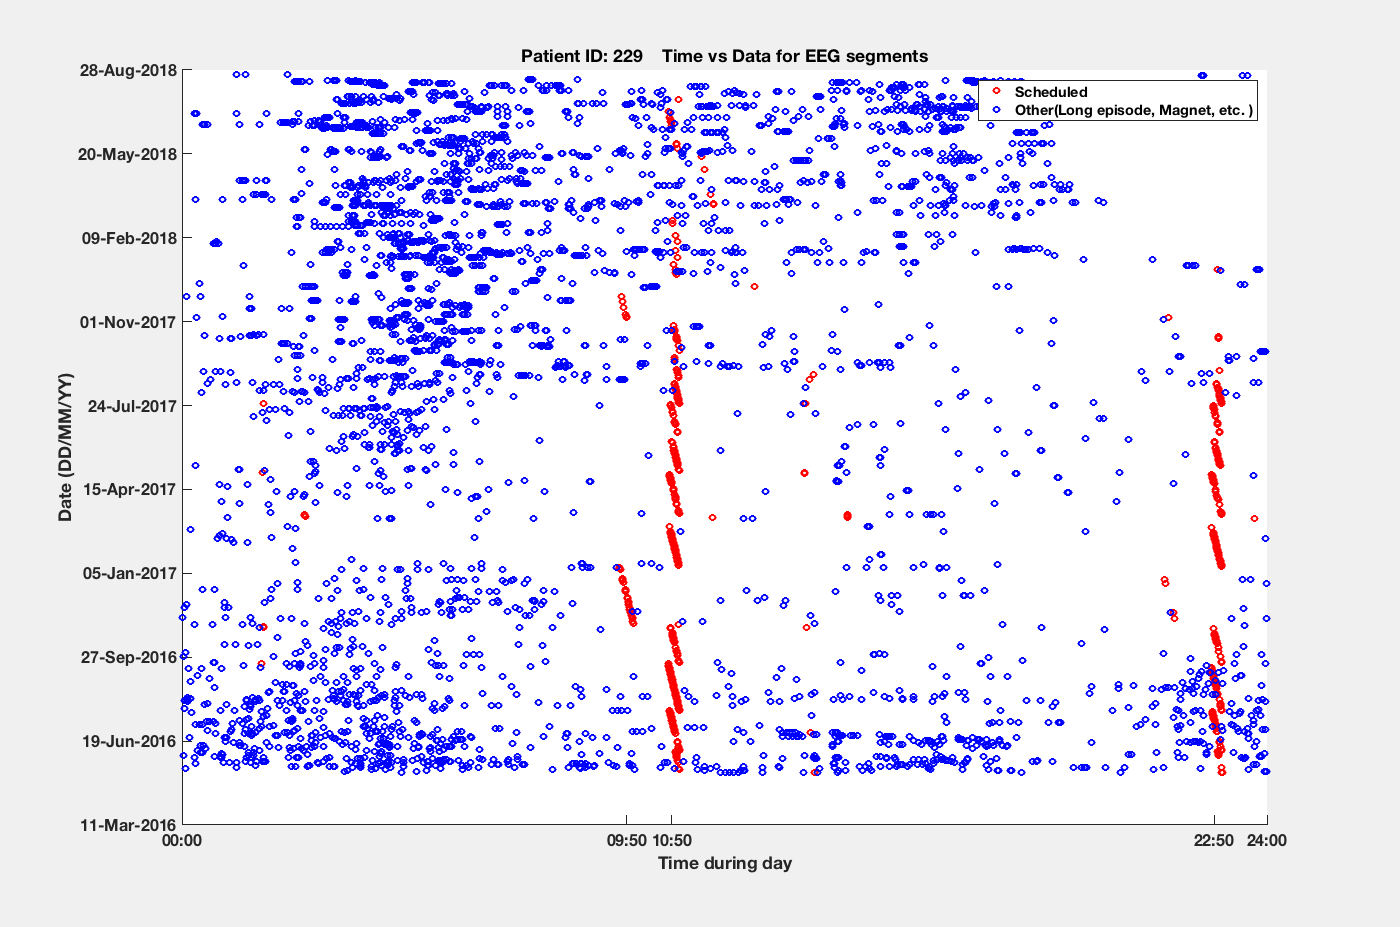 Patient ID: 229    Time vs Data for EEG segments
28-Aug-2018
20-May-2018
09-Feb-2018
01-Nov-2017
24-Jul-2017
15-Apr-2017
05-Jan-2017
27-Sep-2016
19-Jun-2016
11-Mar-2016
Date (DD/MM/YY)
Scheduled
Other(Long episode, Magnet, etc. )
00:00 09:50 10:50 22:50 24:00
Time during day